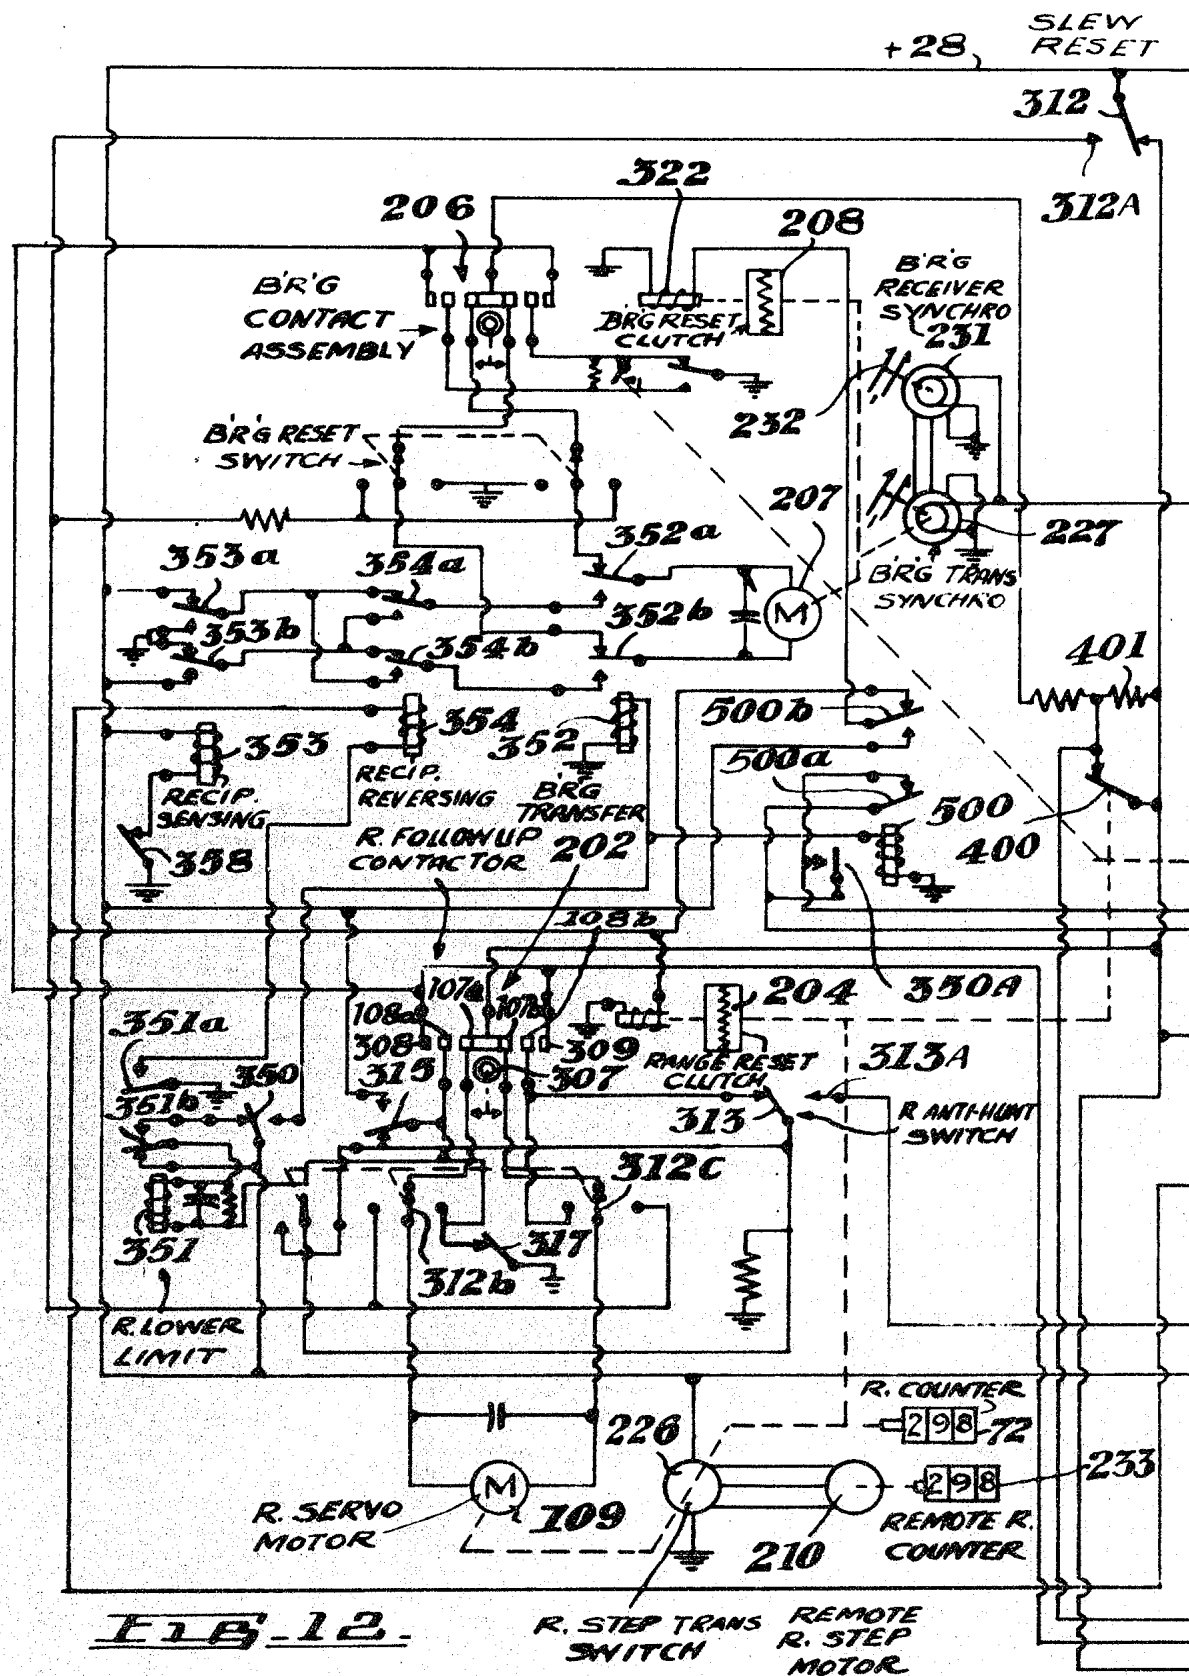 SLEW
RESET
+28
312
312A
322
206
208
B'R'G
CONTACT
ASSEMBLY
BRG RESET
CLUTCH
B'R'G
RECEIVER
SYNCHRO
231
232
B'R'G RESET
SWITCH
207
227
353a
354a
352a
BRG TRANS
SYNCHRO
353b
354b
352b
401
353
354
352
500b
500a
RECIP.
SENSING
RECIP.
REVERSING
BRG
TRANSFER
500
358
R. FOLLOW UP
CONTACTOR
202
400
108b
107a
107b
204
350A
108a
351a
308
309
RANGE RESET
CLUTCH
313A
350
315
307
351b
313
R ANTI-HUNT
SWITCH
312C
351
317
312b
R. LOWER
LIMIT
R. COUNTER
298
72
226
M
298
233
R. SERVO
MOTOR
109
210
REMOTE R.
COUNTER
FIG. 12.
R. STEP TRANS
SWITCH
REMOTE
R. STEP
MOTOR
M